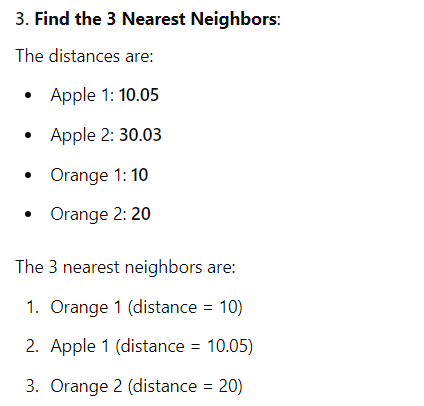 3. Find the 3 Nearest Neighbors:
The distances are:
• Apple 1: 10.05
• Apple 2: 30.03
• Orange 1: 10
• Orange 2: 20
The 3 nearest neighbors are:
1. Orange 1 (distance = 10)
2. Apple 1 (distance = 10.05)
3. Orange 2 (distance = 20)